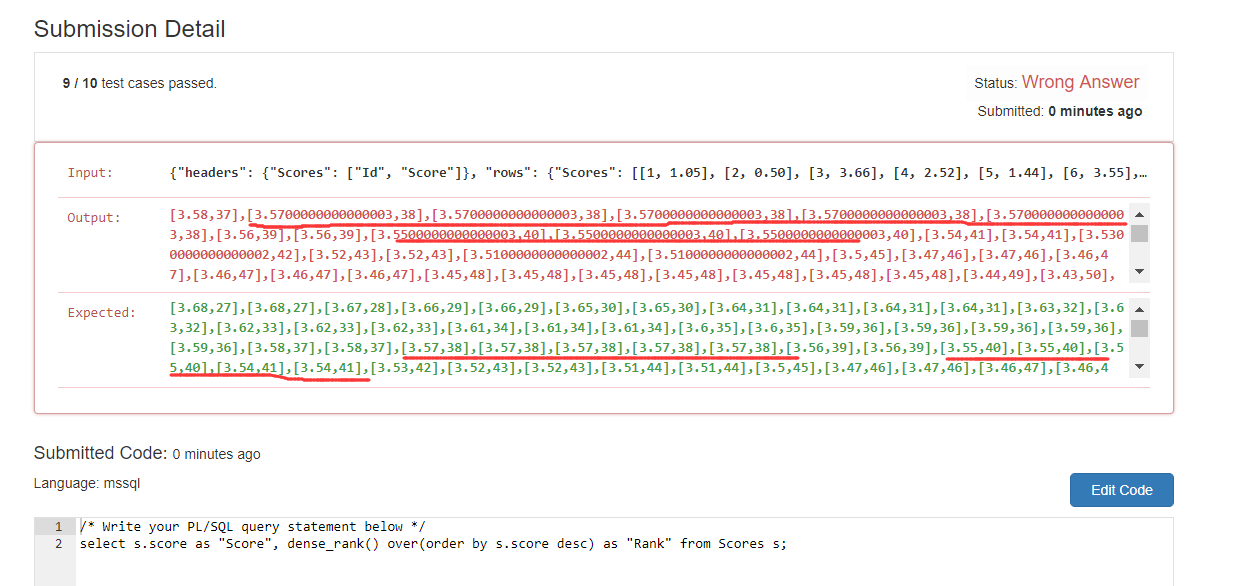 Submission Detail
9 / 10 test cases passed.
Status: Wrong Answer
Submitted: 0 minutes ago
Input:
{"headers": {"Scores": ["Id", "Score"]}, "rows": {"Scores": [[1, 1.05], [2, 0.50], [3, 3.66], [4, 2.52], [5, 1.44], [6, 3.55],…
Output:
[3.58,37],[3.5700000000000003,38],[3.5700000000000003,38],[3.5700000000000003,38],[3.5700000000000003,38],[3.570000000000000
3,38],[3.56,39],[3.56,39],[3.5500000000000003,40],[3.5500000000000003,40],[3.5500000000000003,40],[3.54,41],[3.54,41],[3.530
0000000000002,42],[3.52,43],[3.52,43],[3.5100000000000002,44],[3.5100000000000002,44],[3.5,45],[3.47,46],[3.47,46],[3.46,4
7],[3.46,47],[3.46,47],[3.46,47],[3.45,48],[3.45,48],[3.45,48],[3.45,48],[3.45,48],[3.45,48],[3.45,48],[3.44,49],[3.43,50],
Expected:
[3.68,27],[3.68,27],[3.67,28],[3.66,29],[3.66,29],[3.65,30],[3.65,30],[3.64,31],[3.64,31],[3.64,31],[3.64,31],[3.63,32],[3.6
3,32],[3.62,33],[3.62,33],[3.62,33],[3.61,34],[3.61,34],[3.61,34],[3.6,35],[3.6,35],[3.59,36],[3.59,36],[3.59,36],[3.59,36],
[3.59,36],[3.58,37],[3.58,37],[3.57,38],[3.57,38],[3.57,38],[3.57,38],[3.57,38],[3.56,39],[3.56,39],[3.55,40],[3.55,40],[3.5
5,40],[3.54,41],[3.54,41],[3.53,42],[3.52,43],[3.52,43],[3.51,44],[3.51,44],[3.5,45],[3.47,46],[3.47,46],[3.46,47],[3.46,4
Submitted Code: 0 minutes ago
Language: mssql
Edit Code
1 /* Write your PL/SQL query statement below */
2 select s.score as "Score", dense_rank() over(order by s.score desc) as "Rank" from Scores s;